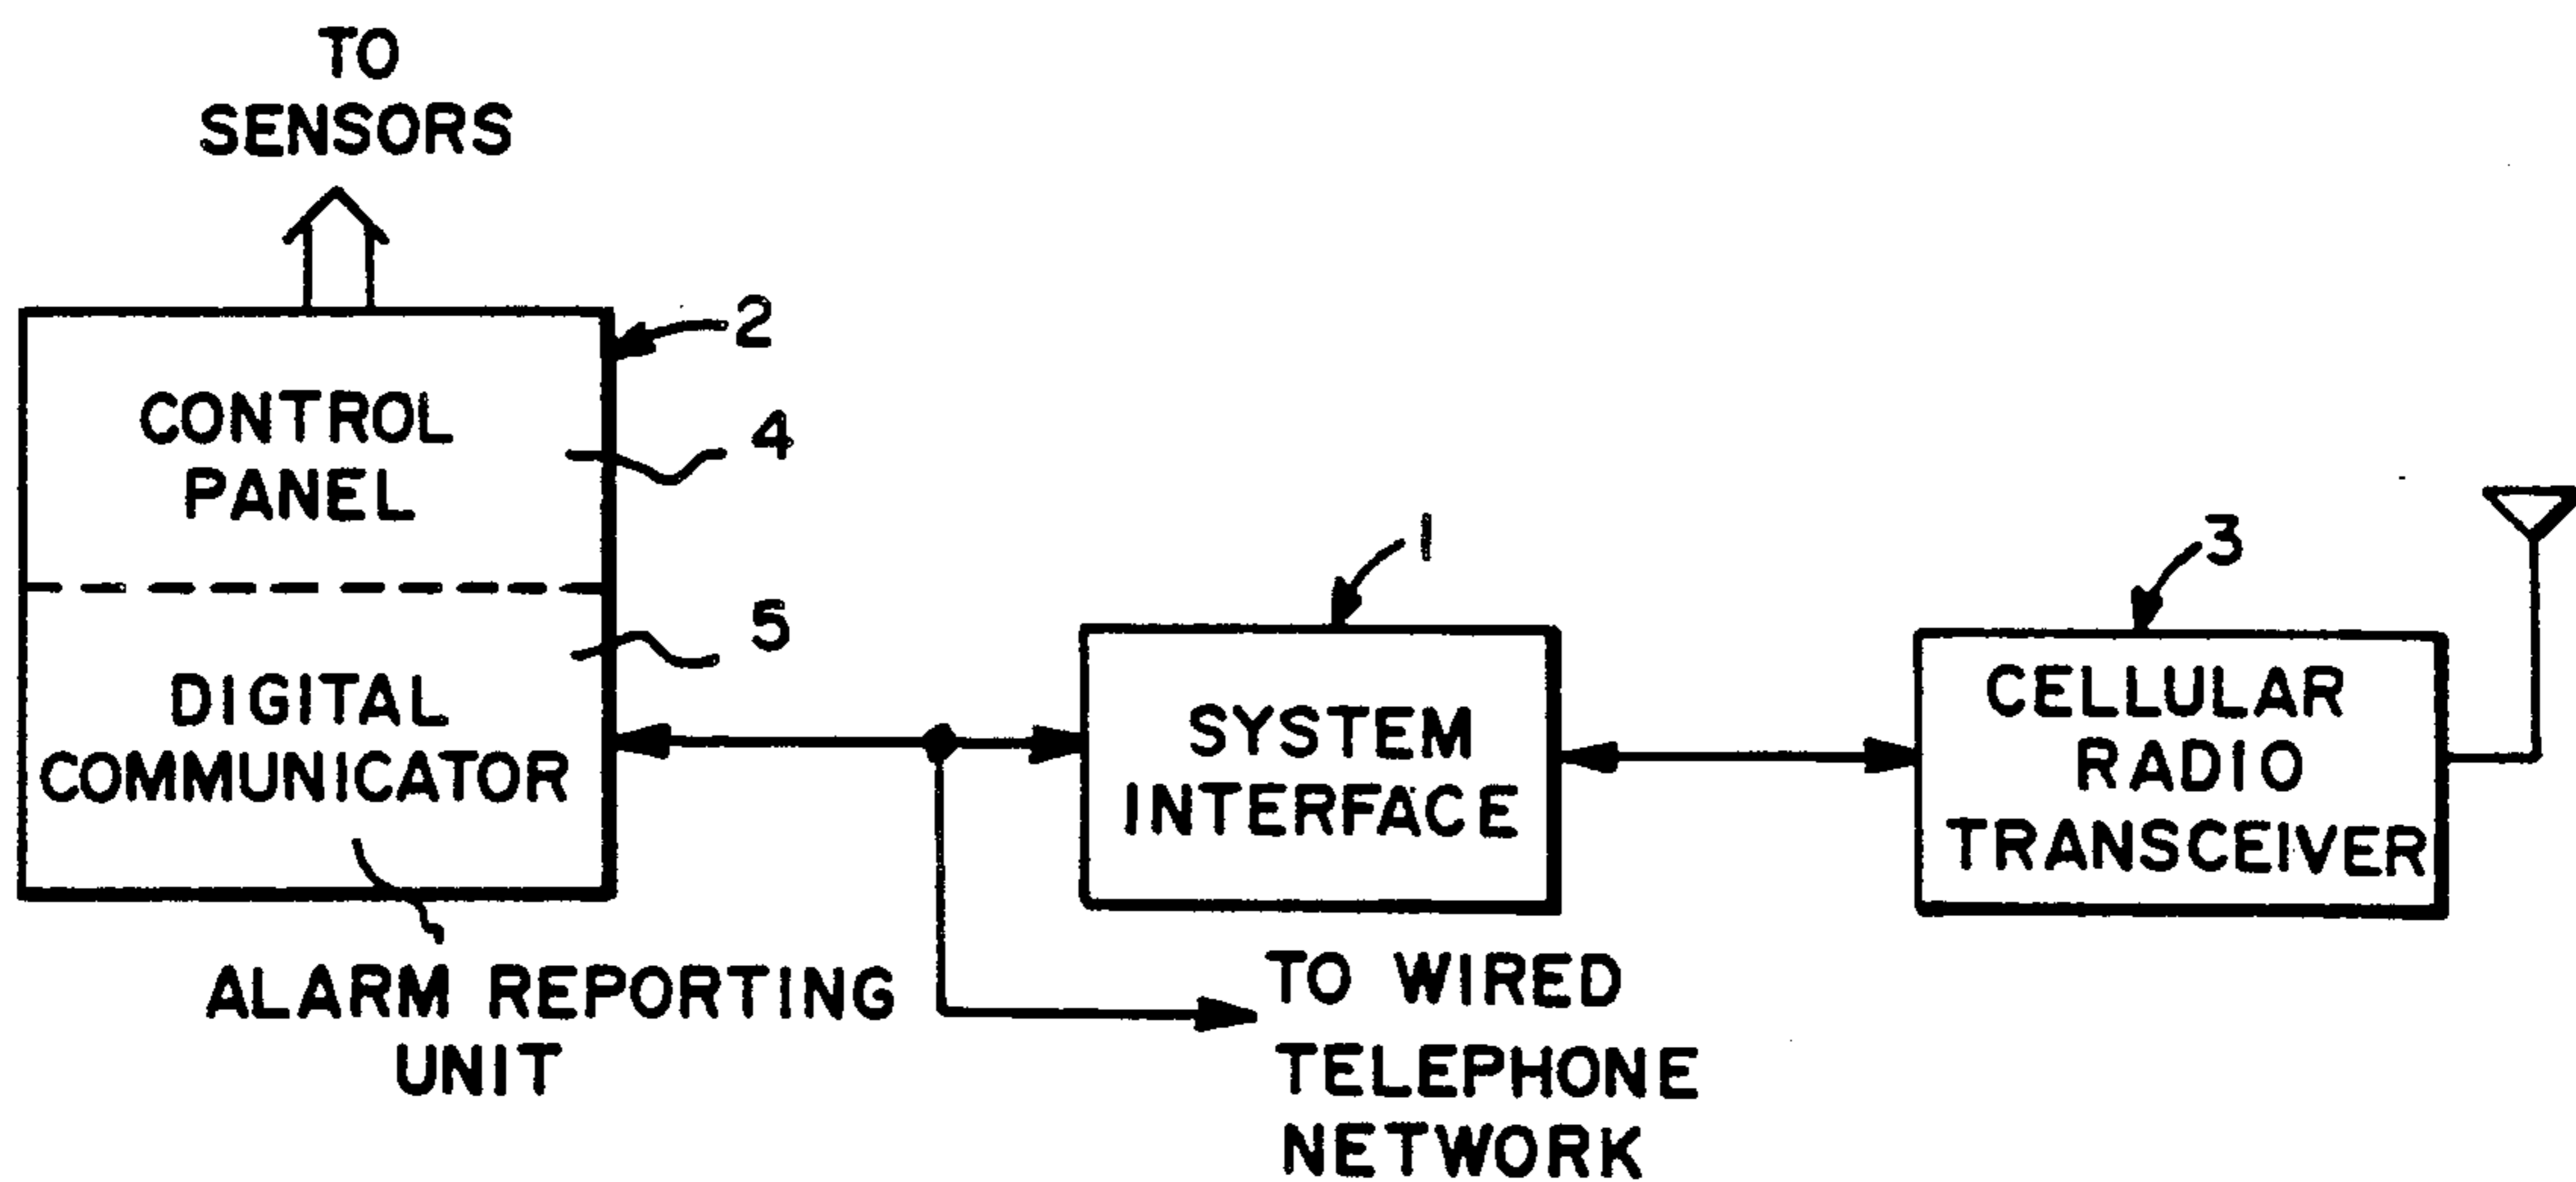 TO
SENSORS
2
CONTROL
PANEL
4
5
DIGITAL
COMMUNICATOR
ALARM REPORTING
UNIT
1
SYSTEM
INTERFACE
TO WIRED
TELEPHONE
NETWORK
3
CELLULAR
RADIO
TRANSCEIVER